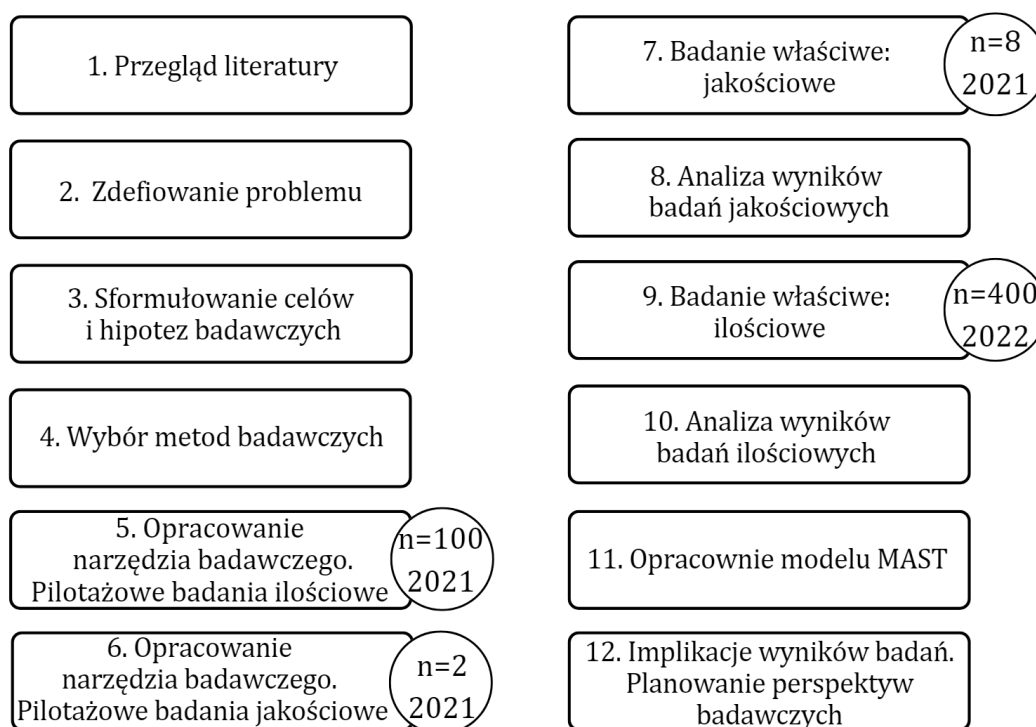 1. Przegląd literatury
2. Zdefiowanie problemu
3. Sformułowanie celów
i hipotez badawczych
4. Wybór metod badawczych
5. Opracowanie
narzędzia badawczego.
Pilotażowe badania ilościowe
n=100
2021
6. Opracowanie
narzędzia badawczego.
Pilotażowe badania jakościowe
n=2
2021
7. Badanie właściwe:
jakościowe
n=8
2021
8. Analiza wyników
badań jakościowych
9. Badanie właściwe:
ilościowe
n=400
2022
10. Analiza wyników
badań ilościowych
11. Opracownie modelu MAST
12. Implikacje wyników badań.
Planowanie perspektyw
badawczych